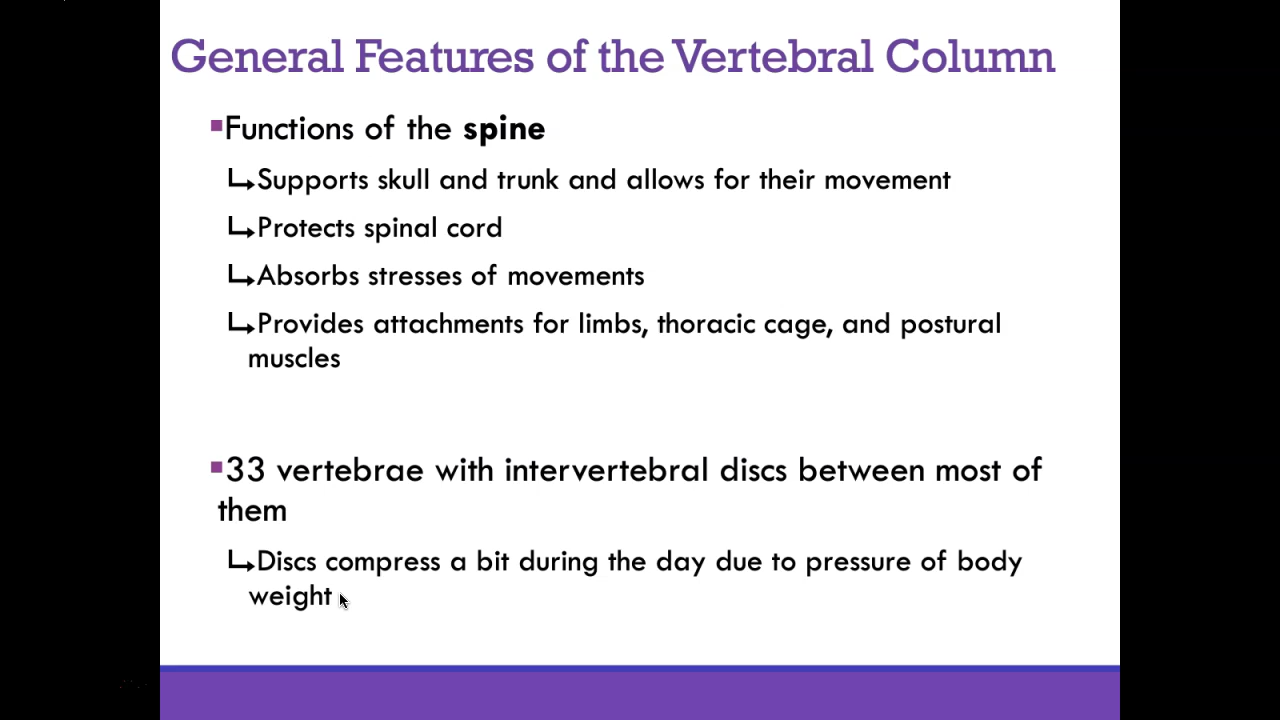 General Features of the Vertebral Column
▪Functions of the spine
↳Supports skull and trunk and allows for their movement
↳Protects spinal cord
↳Absorbs stresses of movements
↳Provides attachments for limbs, thoracic cage, and postural
muscles
▪33 vertebrae with intervertebral discs between most of
them
↳Discs compress a bit during the day due to pressure of body
weight